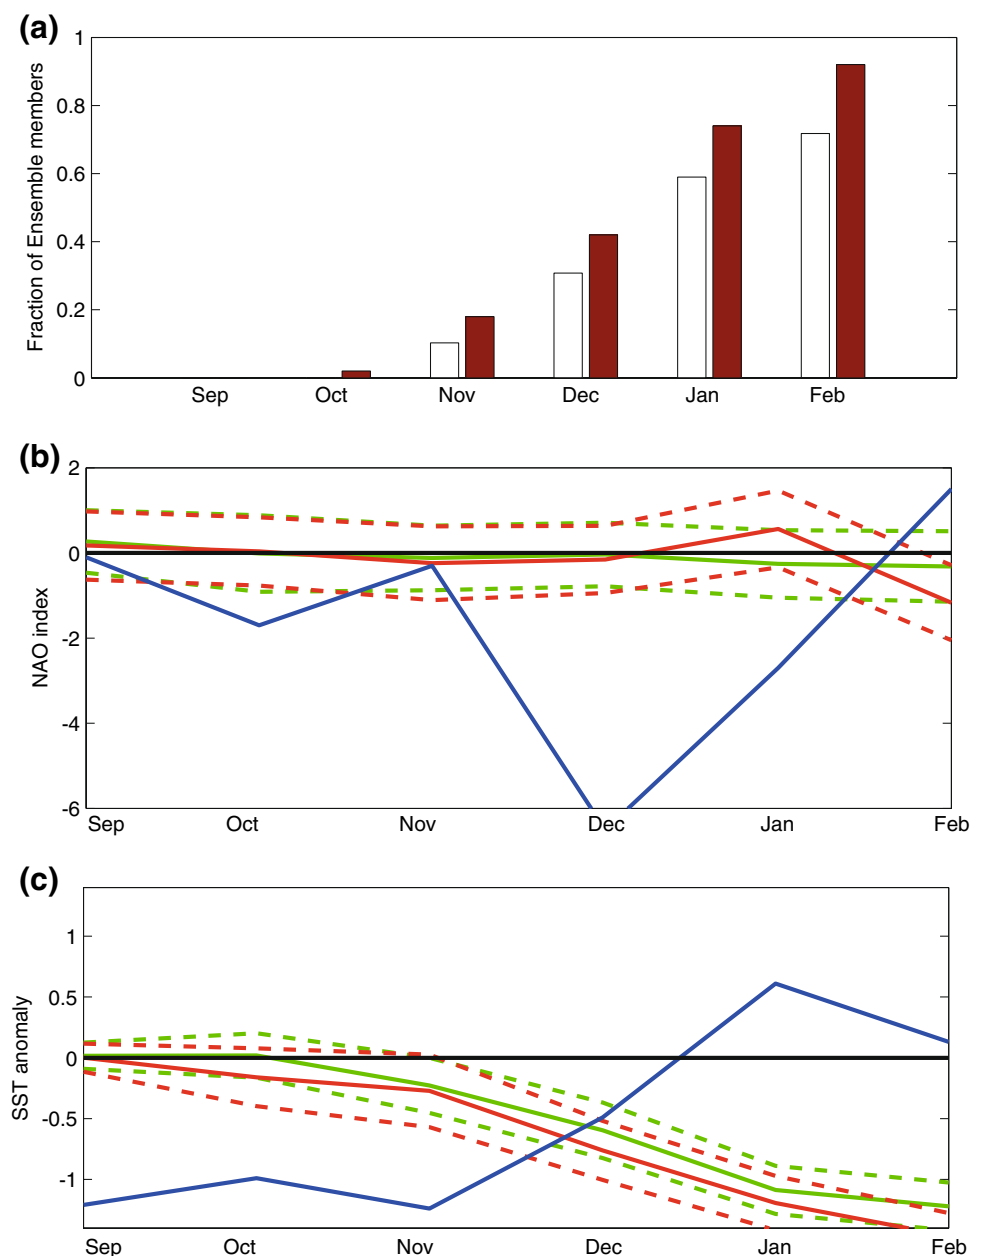 (a)
1
0.8
0.6
0.4
0.2
0
Fraction of Ensemble members
Sep Oct Nov Dec Jan Feb
(b)
2
0
-2
-4
-6
NAO index
Sep Oct Nov Dec Jan Feb
(c)
1
0.5
0
-0.5
-1
SST anomaly
Sep Oct Nov Dec Jan Feb